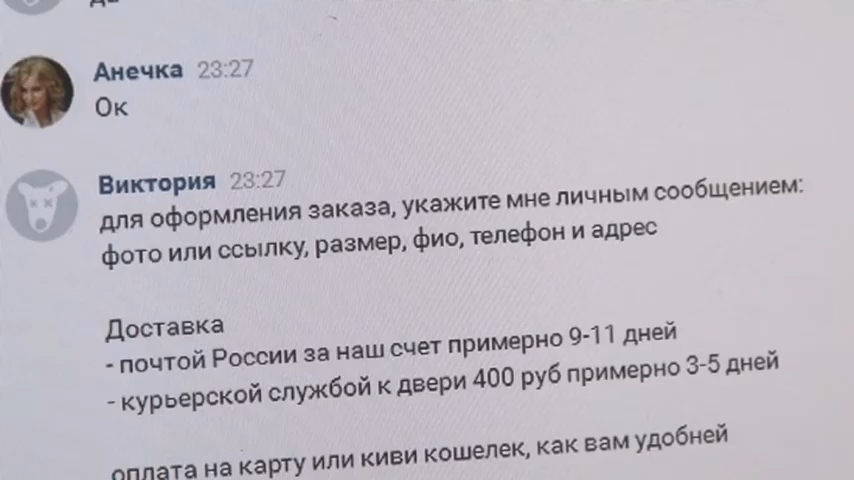 Анечка 23:27
Ок
Виктория 23:27
для оформления заказа, укажите мне личным сообщением:
фото или ссылку, размер, фио, телефон и адрес
Доставка
- почтой России за наш счет примерно 9-11 дней
- курьерской службой к двери 400 руб примерно 3-5 дней
оплата на карту или киви кошелек, как вам удобней